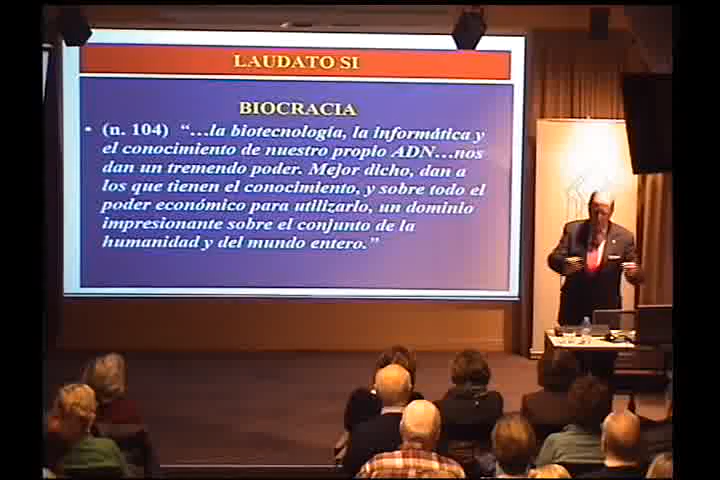 LAUDATO SI
BIOCRACIA
• (n. 104) “…la biotecnología, la informática y
el conocimiento de nuestro propio ADN…nos
dan un tremendo poder. Mejor dicho, dan a
los que tienen el conocimiento, y sobre todo el
poder económico para utilizarlo, un dominio
impresionante sobre el conjunto de la
humanidad y del mundo entero.”